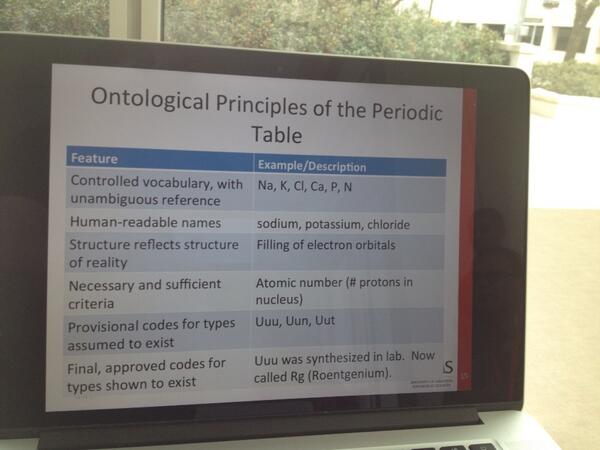 Ontological Principles of the Periodic
Table
Feature
Example/Description
Controlled vocabulary, with
unambiguous reference
Na, K, Cl, Ca, P, N
Human-readable names
sodium, potassium, chloride
Structure reflects structure
of reality
Filling of electron orbitals
Necessary and sufficient
criteria
Atomic number (# protons in
nucleus)
Provisional codes for types
assumed to exist
Uuu, Uun, Uut
Final, approved codes for
types shown to exist
Uuu was synthesized in lab. Now
called Rg (Roentgenium).
S
15